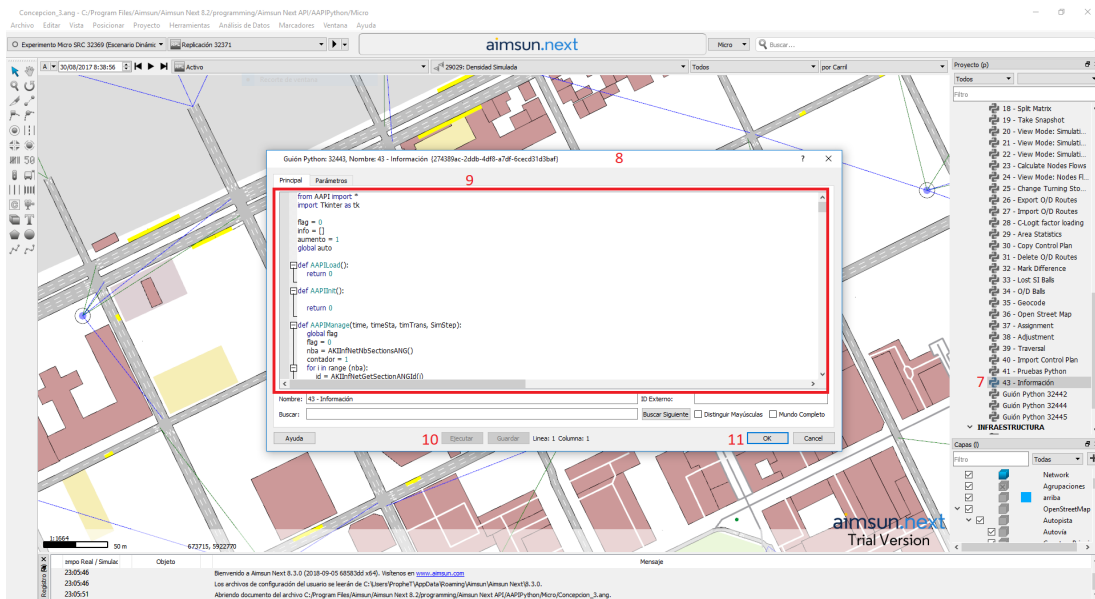 Concepcion_3.ang - C:/Program Files/Aimsun/Aimsun Next 8.2/programming/Aimsun Next API/AAPIPython/Micro
Archivo Editar Vista Posicionar Proyecto Herramientas Análisis de Datos Marcadores Ventana Ayuda
Experimento Micro SRC 32369 (Escenario Dinámic Replicación 32371 aimsun.next Micro Buscar...
A 30/08/2017 8:38:56 Activo 29029: Densidad Simulada Todos por Carril
Proyecto (p)
Todos
Filtro
18 - Split Matrix
19 - Take Snapshot
20 - View Mode: Simulati...
21 - View Mode: Simulati...
22 - View Mode: Simulati...
23 - Calculate Nodes Flows
24 - View Mode: Nodes Fl...
25 - Change Turning Sto...
26 - Export O/D Routes
27 - Import O/D Routes
28 - C-Logit factor loading
29 - Area Statistics
30 - Copy Control Plan
31 - Delete O/D Routes
32 - Mark Difference
33 - Lost SI Balls
34 - O/D Balls
35 - Geocode
36 - Open Street Map
37 - Assignment
38 - Adjustment
39 - Traversal
40 - Import Control Plan
41 - Pruebas Python
7 43 - Información
Guión Python 32442
Guión Python 32444
Guión Python 32445
INFRAESTRUCTURA
Guión Python: 32443, Nombre: 43 - Información {274389ac-2ddb-4df8-a7df-6cecd31d3baf} 8 ?
Principal Parámetros 9
from AAPI import *
import Tkinter as tk
flag = 0
info = []
aumento = 1
global auto
def AAPILoad():
return 0
def AAPIInit():
return 0
def AAPIManage(time, timeSta, timTrans, SimStep):
global flag
flag = 0
nba = AKIInfNetNbSectionsANG()
contador = 1
for i in range (nba):
id = AKIInfNetGetSectionANGId(i)
Nombre: 43 - Información ID Externo:
Buscar: Buscar Siguiente Distinguir Mayúsculas Mundo Completo
Ayuda 10 Ejecutar Guardar Linea: 1 Columna: 1 11 OK Cancel
Capas (l)
Filtro Todas
Network
Agrupaciones
arriba
OpenStreetMap
Autopista
Autovía
aimsun.next
Trial Version
1:1664
50 m 673715, 5922770
Registro
Objeto Mensaje
23:05:46 Bienvenido a Aimsun Next 8.3.0 (2018-09-05 68583dd x64). Visítenos en www.aimsun.com
23:05:46 Los archivos de configuración del usuario se leerán de C:\Users\PropheT\AppData\Roaming\Aimsun\Aimsun Next\8.3.0.
23:05:51 Abriendo documento del archivo C:/Program Files/Aimsun/Aimsun Next 8.2/programming/Aimsun Next API/AAPIPython/Micro/Concepcion_3.ang.